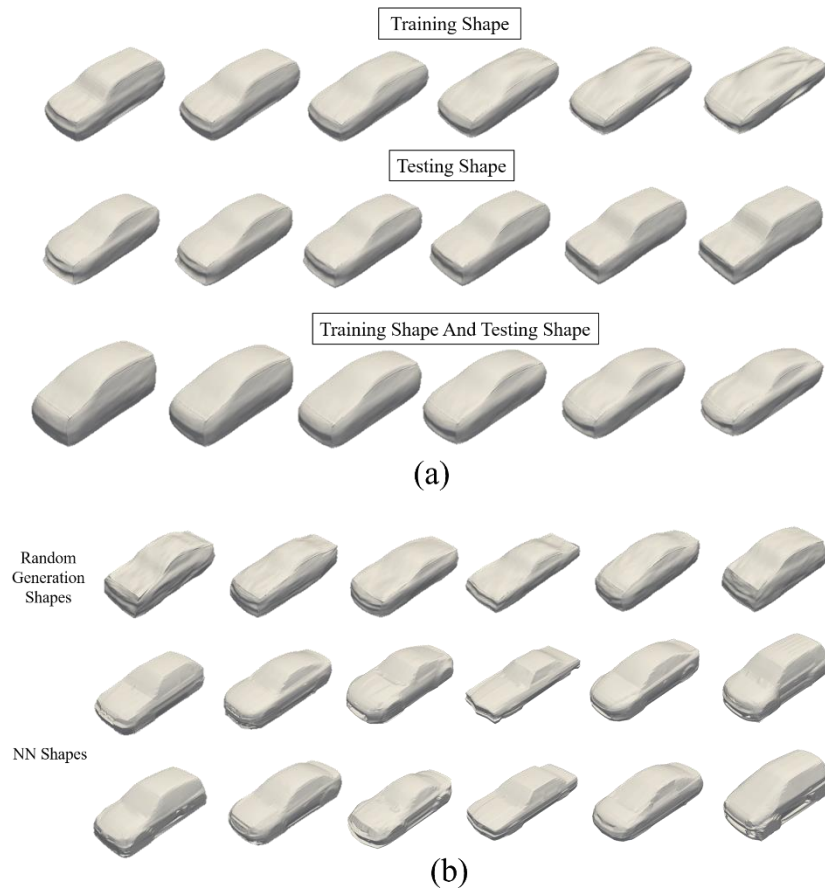 Training Shape
Testing Shape
Training Shape And Testing Shape
(a)
Random
Generation
Shapes
NN Shapes
(b)